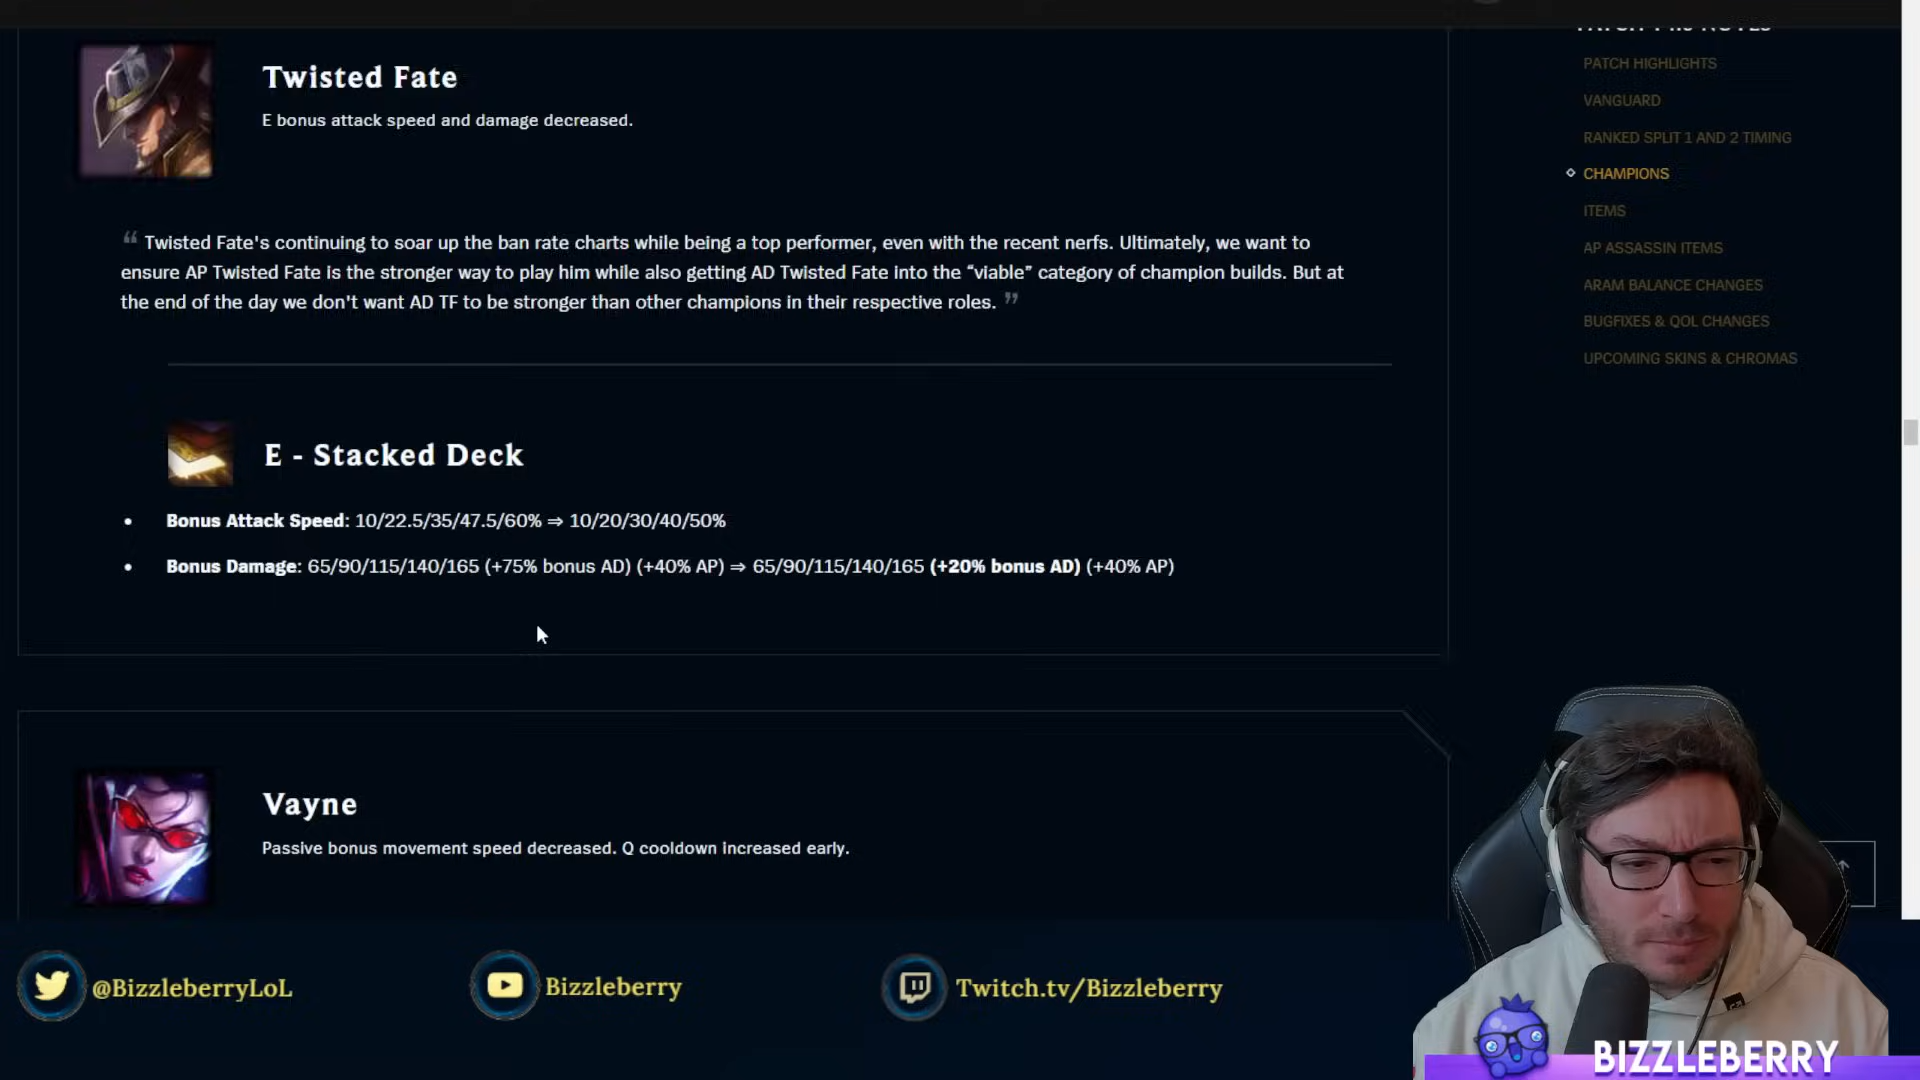 Twisted Fate
E bonus attack speed and damage decreased.
“ Twisted Fate's continuing to soar up the ban rate charts while being a top performer, even with the recent nerfs. Ultimately, we want to
ensure AP Twisted Fate is the stronger way to play him while also getting AD Twisted Fate into the “viable” category of champion builds. But at
the end of the day we don't want AD TF to be stronger than other champions in their respective roles. ”
E - Stacked Deck
Bonus Attack Speed: 10/22.5/35/47.5/60% ⇒ 10/20/30/40/50%
Bonus Damage: 65/90/115/140/165 (+75% bonus AD) (+40% AP) ⇒ 65/90/115/140/165 (+20% bonus AD) (+40% AP)
Vayne
Passive bonus movement speed decreased. Q cooldown increased early.
PATCH HIGHLIGHTS
VANGUARD
RANKED SPLIT 1 AND 2 TIMING
CHAMPIONS
ITEMS
AP ASSASSIN ITEMS
ARAM BALANCE CHANGES
BUGFIXES & QOL CHANGES
UPCOMING SKINS & CHROMAS
@BizzleberryLoL
Bizzleberry
Twitch.tv/Bizzleberry
BIZZLEBERRY